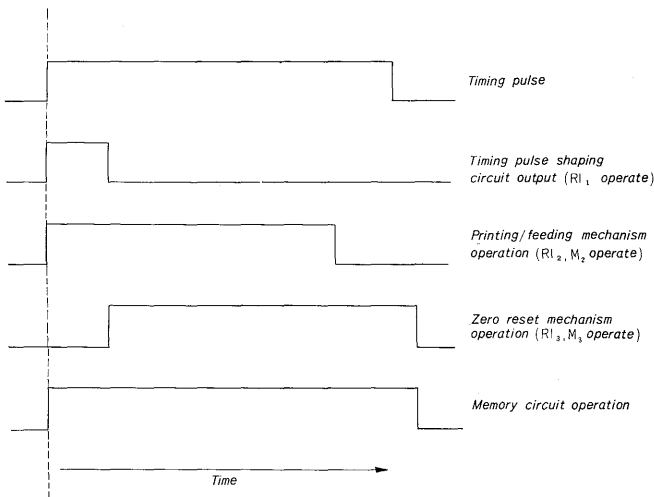 Timing pulse
Timing pulse shaping
circuit output (Rl₁ operate)
Printing/feeding mechanism
operation (Rl₂, M₂ operate)
Zero reset mechanism
operation (Rl₃, M₃ operate)
Memory circuit operation
Time